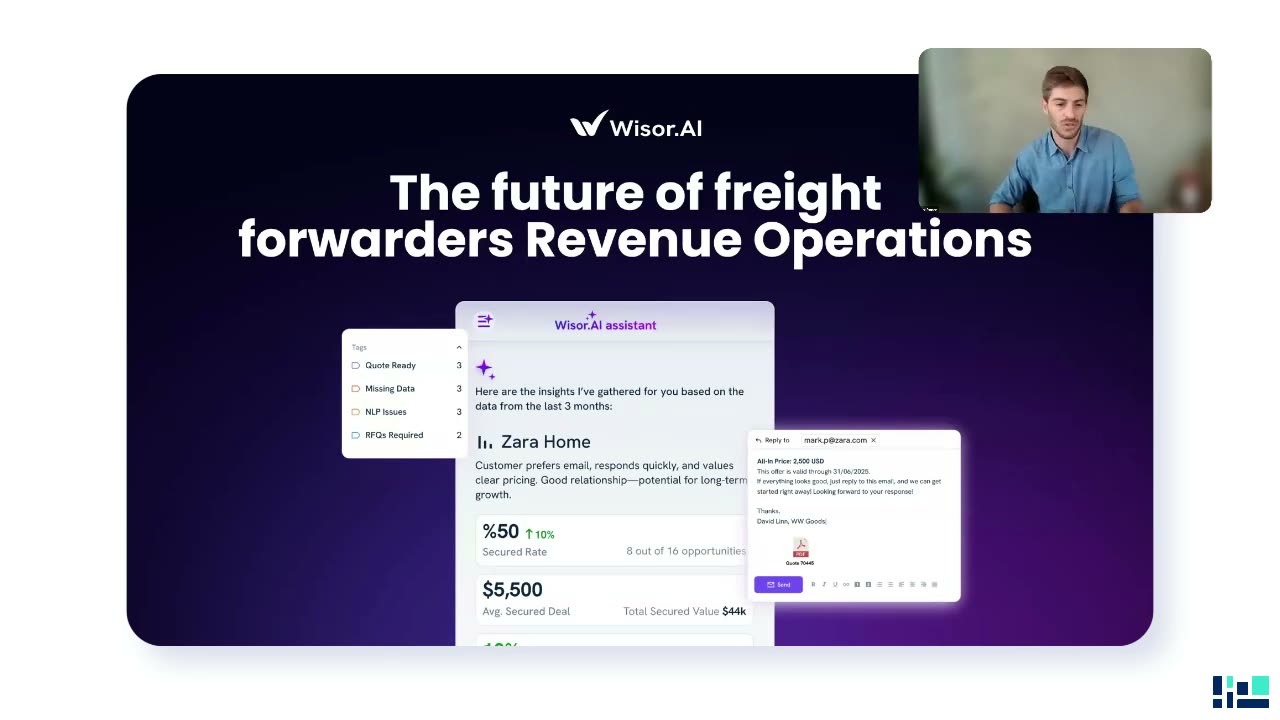 Wisor.AI
The future of freight
forwarders Revenue Operations
Wisor.AI assistant
Tags
Quote Ready 3
Missing Data 3
NLP Issues 3
RFQs Required 2
Here are the insights I've gathered for you based on the
data from the last 3 months:
Zara Home
Customer prefers email, responds quickly, and values
clear pricing. Good relationship—potential for long-term
growth.
%50 ↑10%
Secured Rate 8 out of 16 opportunities
$5,500
Avg. Secured Deal Total Secured Value $44k
Reply to mark.p@zara.com ×
All-in Price: 2,500 USD
This offer is valid through 31/06/2025.
If everything looks good, just reply to this email, and we can get
started right away! Looking forward to your response!
Thanks,
David Linn, WW Goods
PDF
Quote 70445
Send B I U